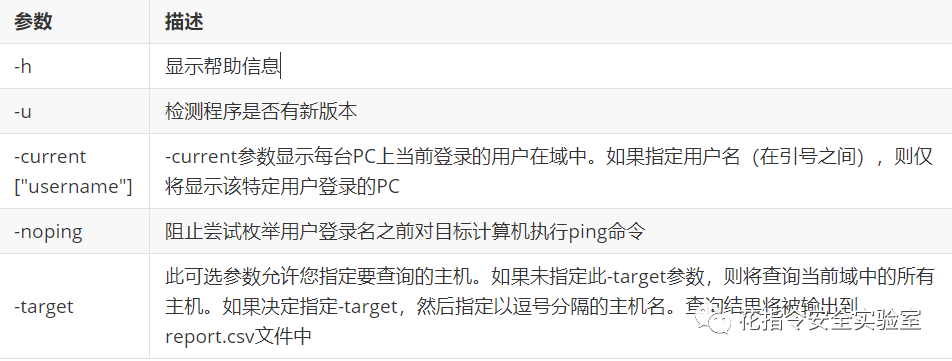 参数 描述
-h 显示帮助信息
-u 检测程序是否有新版本
-current -current参数显示每台PC上当前登录的用户在域中。如果指定用户名（在引号之间），则仅
["username"] 将显示该特定用户登录的PC
-noping 阻止尝试枚举用户登录名之前对目标计算机执行ping命令
此可选参数允许您指定要查询的主机。如果未指定此-target参数，则将查询当前域中的所有
-target 主机。如果决定指定-target，然后指定以逗号分隔的主机名。查询结果将被输出到
report.csv文件中
花指令安全实验室